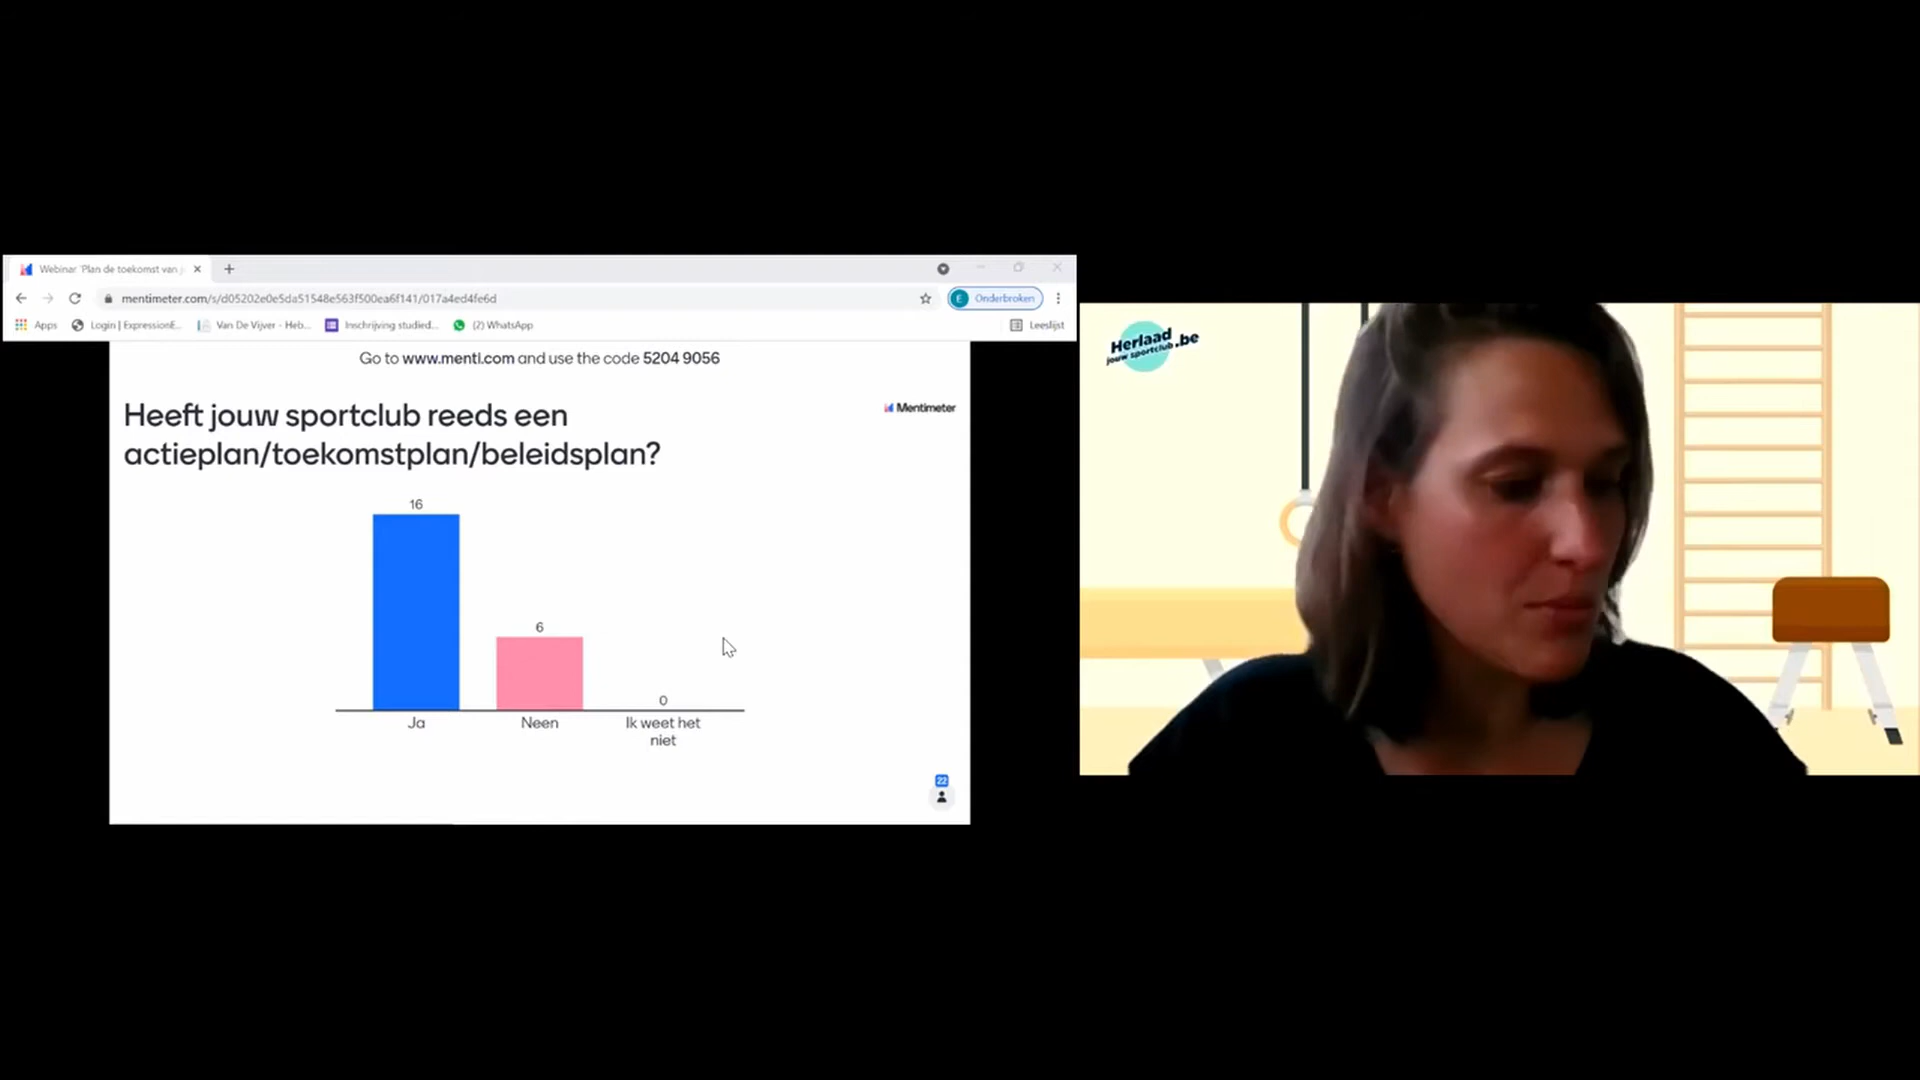 Webinar 'Plan de toekomst van j
mentimeter.com/s/d05202e0e5da51548e563f500ea6f141/017a4ed4fe6d
E Onderbroken
Apps
Login | ExpressionE...
Van De Vijver - Heb...
Inschrijving studied...
(2) WhatsApp
Leeslijst
Go to www.menti.com and use the code 5204 9056
Heeft jouw sportclub reeds een
actieplan/toekomstplan/beleidsplan?
Mentimeter
16
6
0
Ja
Neen
Ik weet het
niet
22
Herlaad
jouw sportclub.be